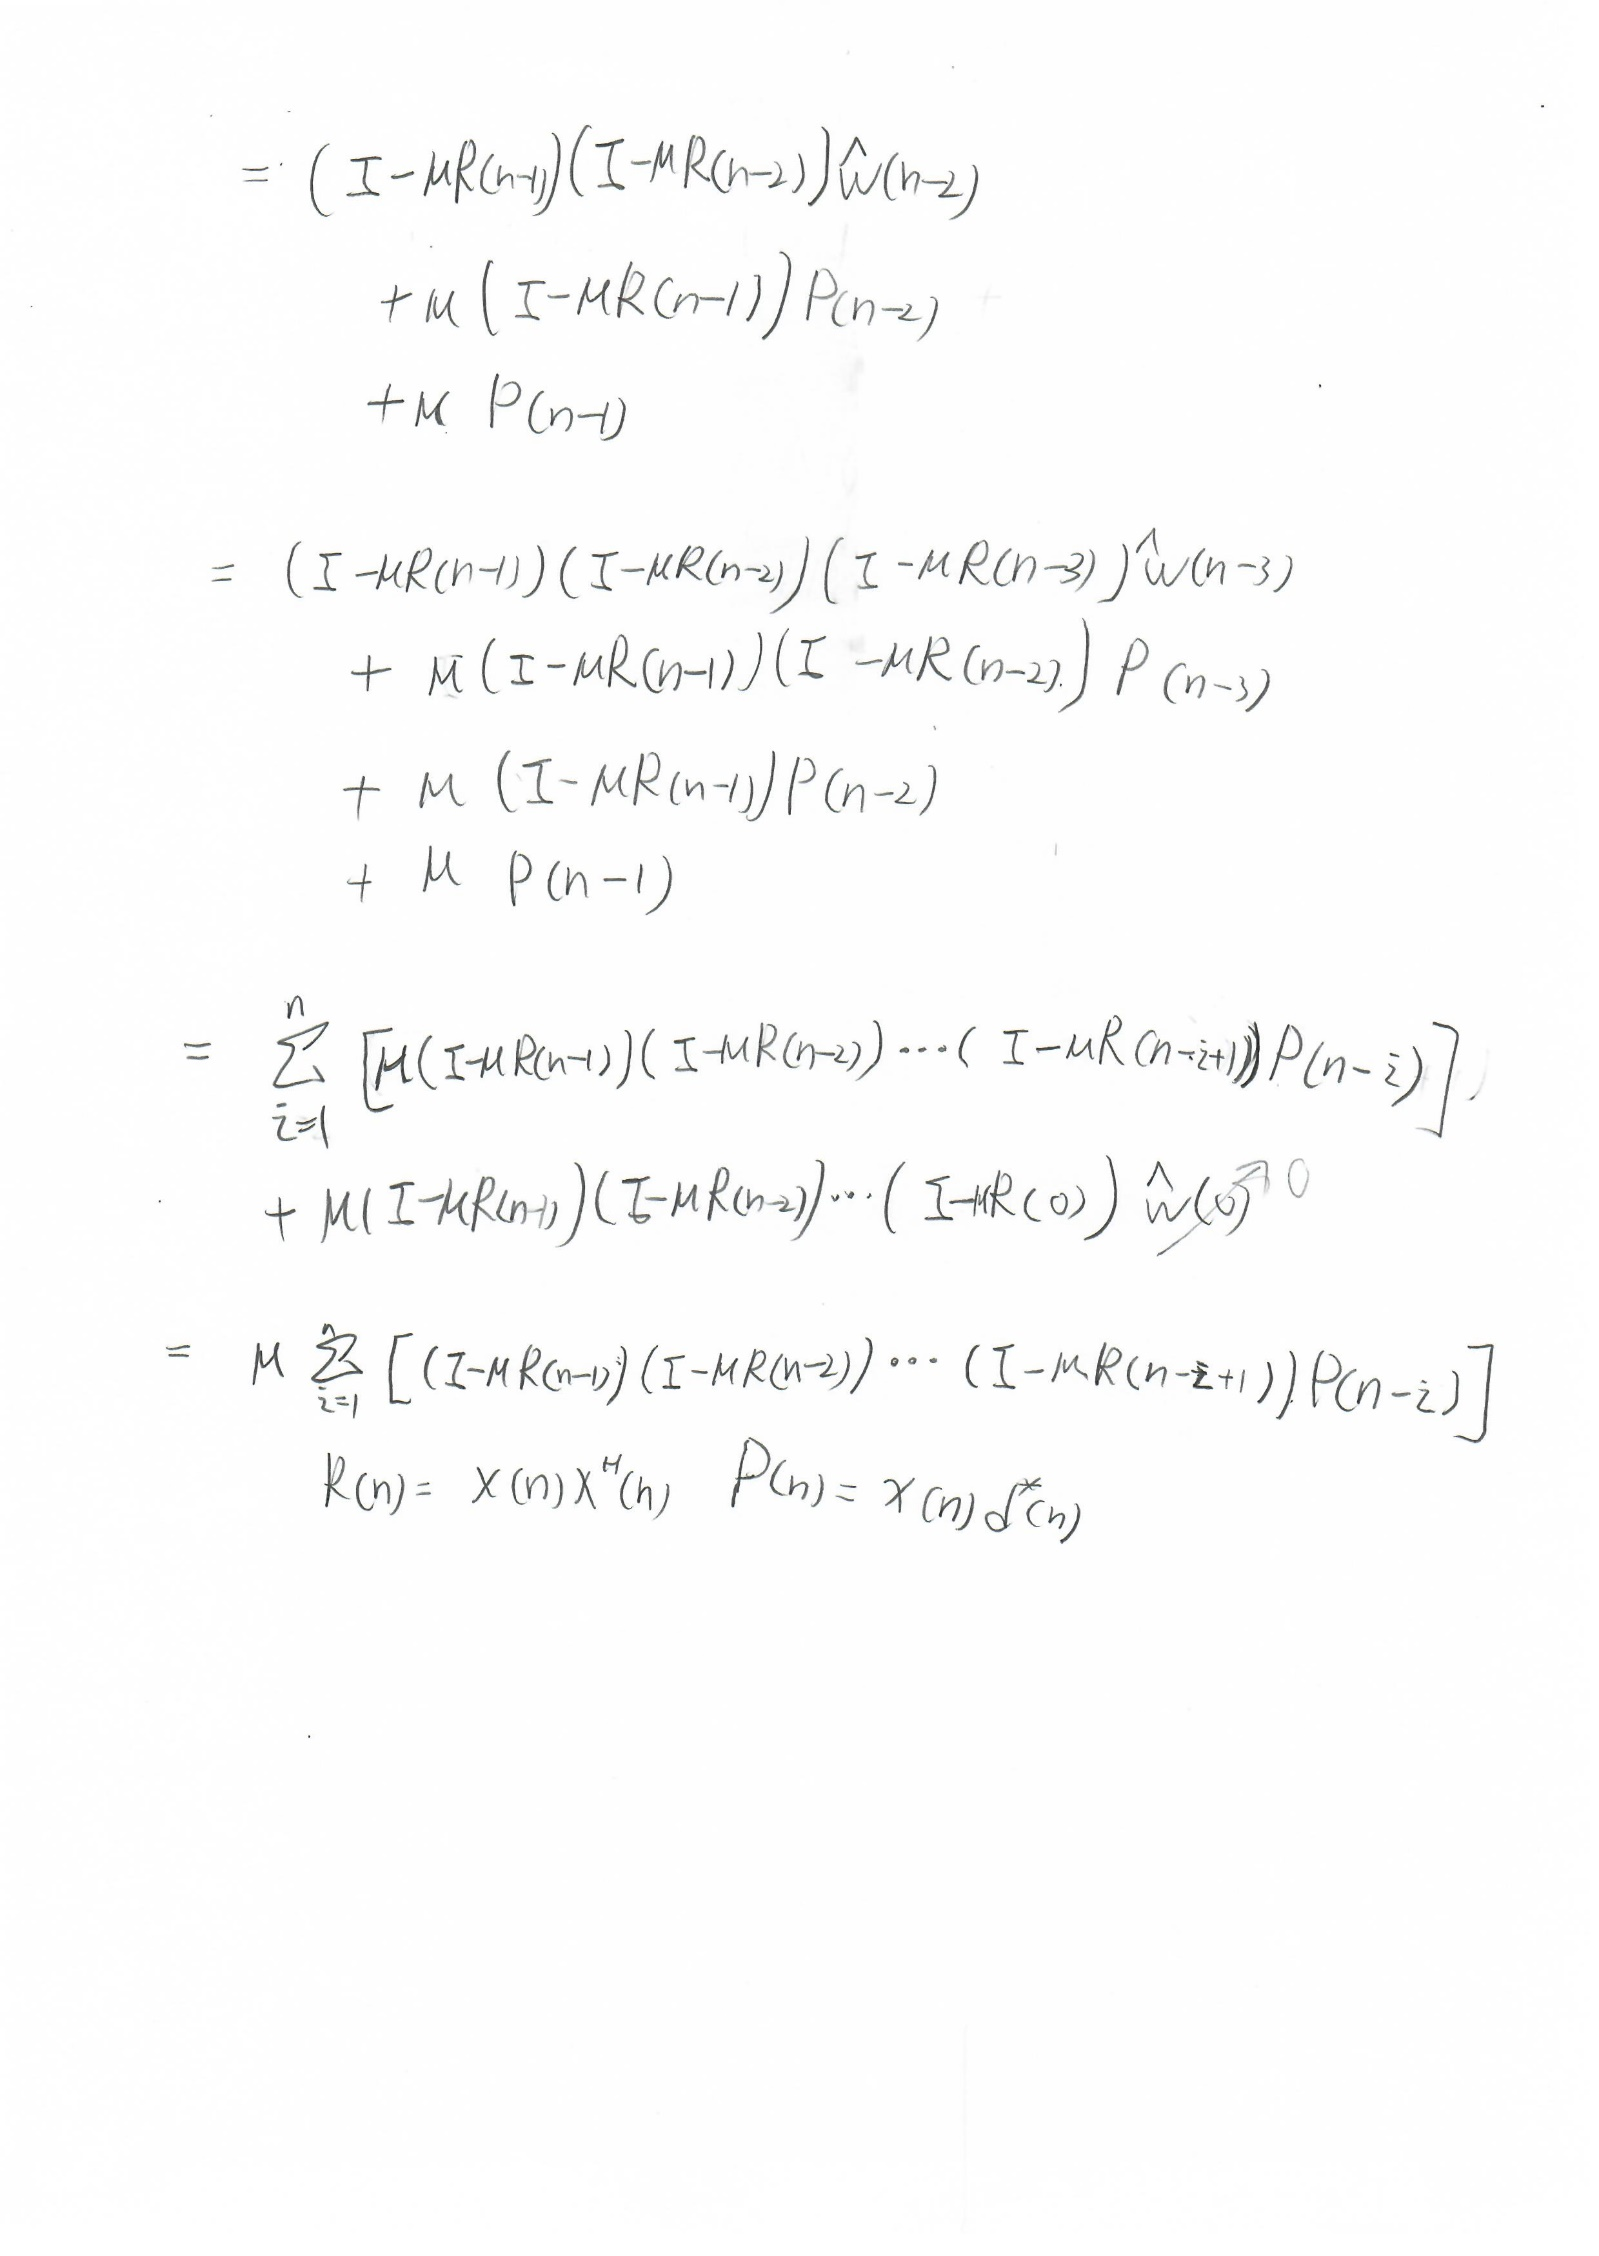 = (I-μR(n-1))(I-μR(n-2))ŵ(n-2)
+μ(I-μR(n-1))P(n-2)
+μ P(n-1)
= (I-μR(n-1))(I-μR(n-2))(I-μR(n-3))ŵ(n-3)
+ μ(I-μR(n-1))(I-μR(n-2))P(n-3)
+ μ (I-μR(n-1))P(n-2)
+ μ P(n-1)
= ∑_{i=1}^{n} [μ(I-μR(n-1))(I-μR(n-2))···(I-μR(n-i+1))P(n-i)]
+ μ(I-μR(n-1))(I-μR(n-2))···(I-μR(0))ŵ(0) 0
= μ ∑_{i=1}^{n} [(I-μR(n-1))(I-μR(n-2))···(I-μR(n-i+1))P(n-i)]
R(n)= x(n)x^H(n) P(n)= x(n)d*(n)